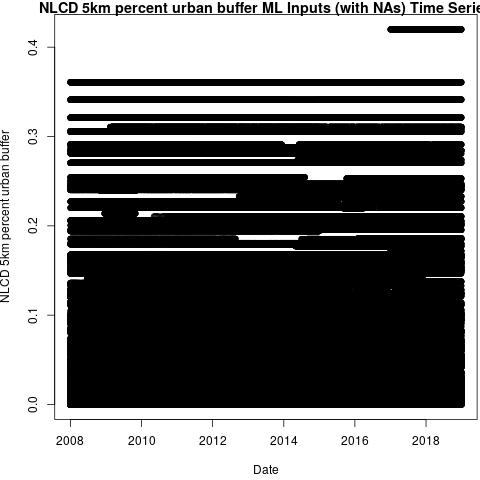 NLCD 5km percent urban buffer ML Inputs (with NAs) Time Serie
NLCD 5km percent urban buffer
0.4
0.3
0.2
0.1
0.0
2008 2010 2012 2014 2016 2018
Date